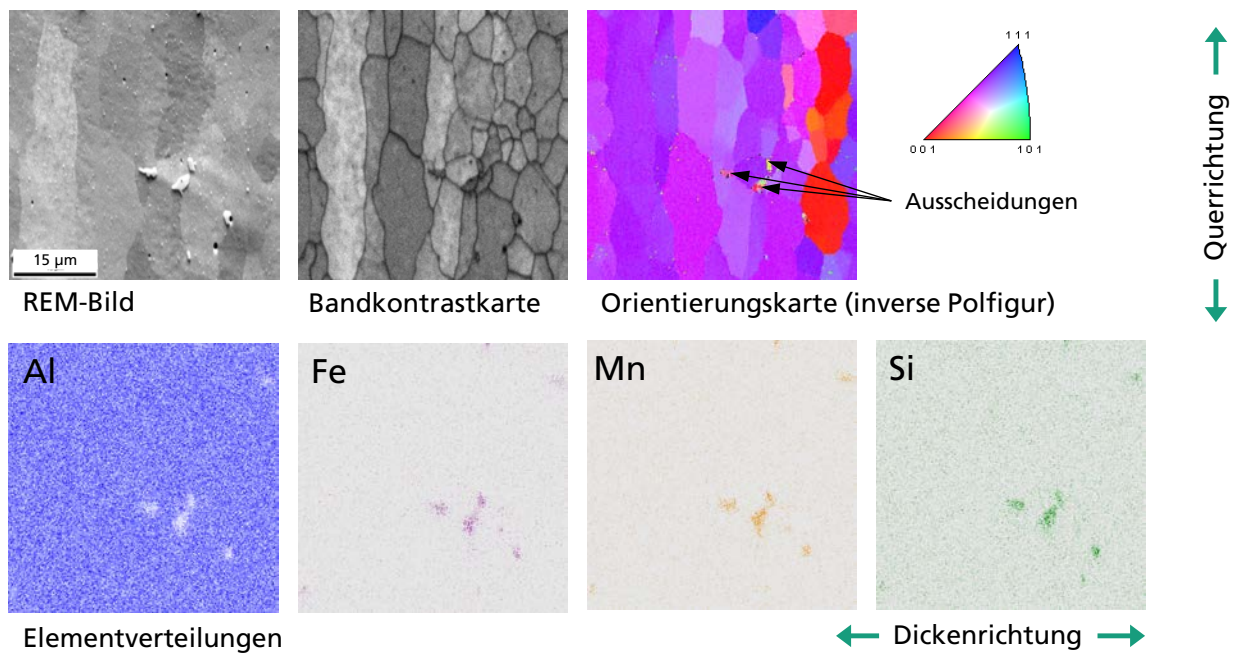 111
001
101
Ausscheidungen
Querrichtung
15 µm
REM-Bild
Bandkontrastkarte
Orientierungskarte (inverse Polfigur)
Al
Fe
Mn
Si
Elementverteilungen
Dickenrichtung